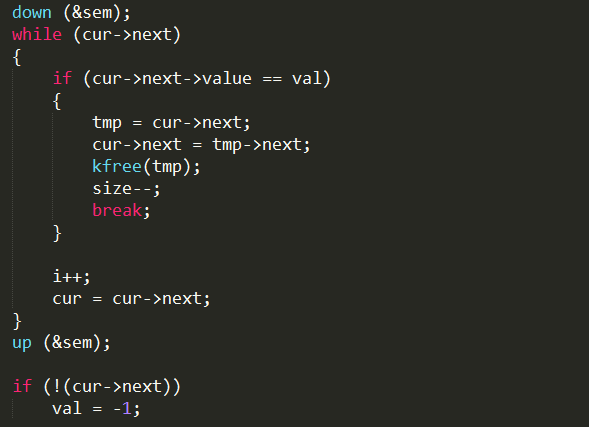 down (&sem);
while (cur->next)
{
    if (cur->next->value == val)
    {
        tmp = cur->next;
        cur->next = tmp->next;
        kfree(tmp);
        size--;
        break;
    }

    i++;
    cur = cur->next;
}
up (&sem);

if (!(cur->next))
    val = -1;